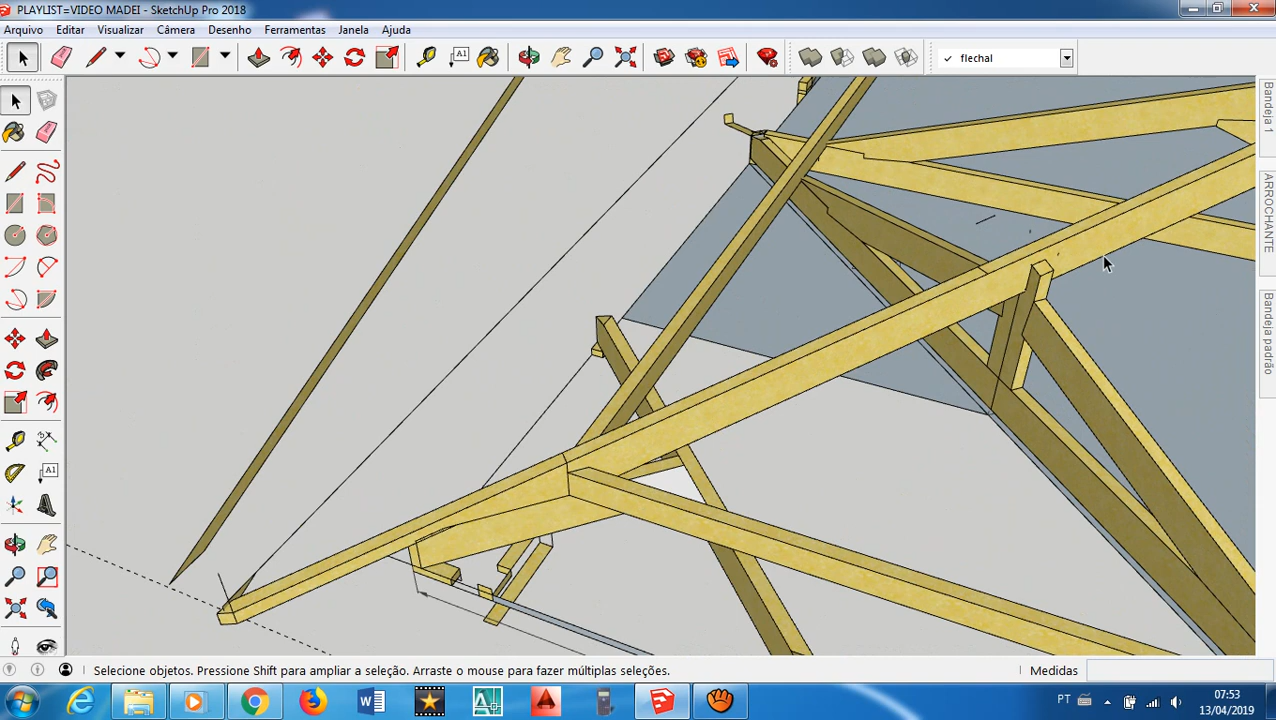 PLAYLIST=VIDEO MADEI - SketchUp Pro 2018
Arquivo Editar Visualizar Câmera Desenho Ferramentas Janela Ajuda
A1
✓ flechal
Bandeja 1
ARROCHANTE
Bandeja padrão
A1
Selecione objetos. Pressione Shift para ampliar a seleção. Arraste o mouse para fazer múltiplas seleções.
Medidas
PT
07:53
13/04/2019